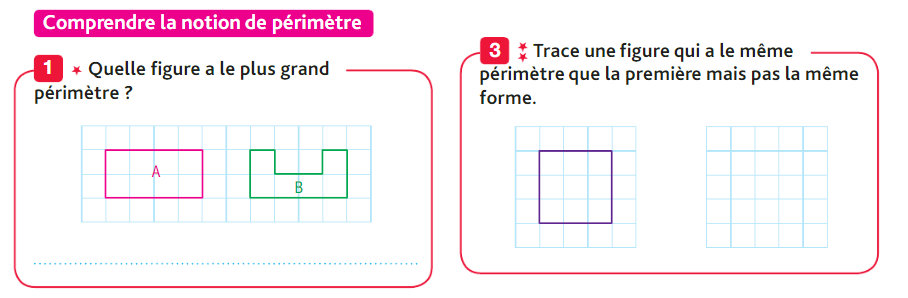 Comprendre la notion de périmètre
1 ★ Quelle figure a le plus grand
périmètre ?
A
B
3 ★★ Trace une figure qui a le même
périmètre que la première mais pas la même
forme.